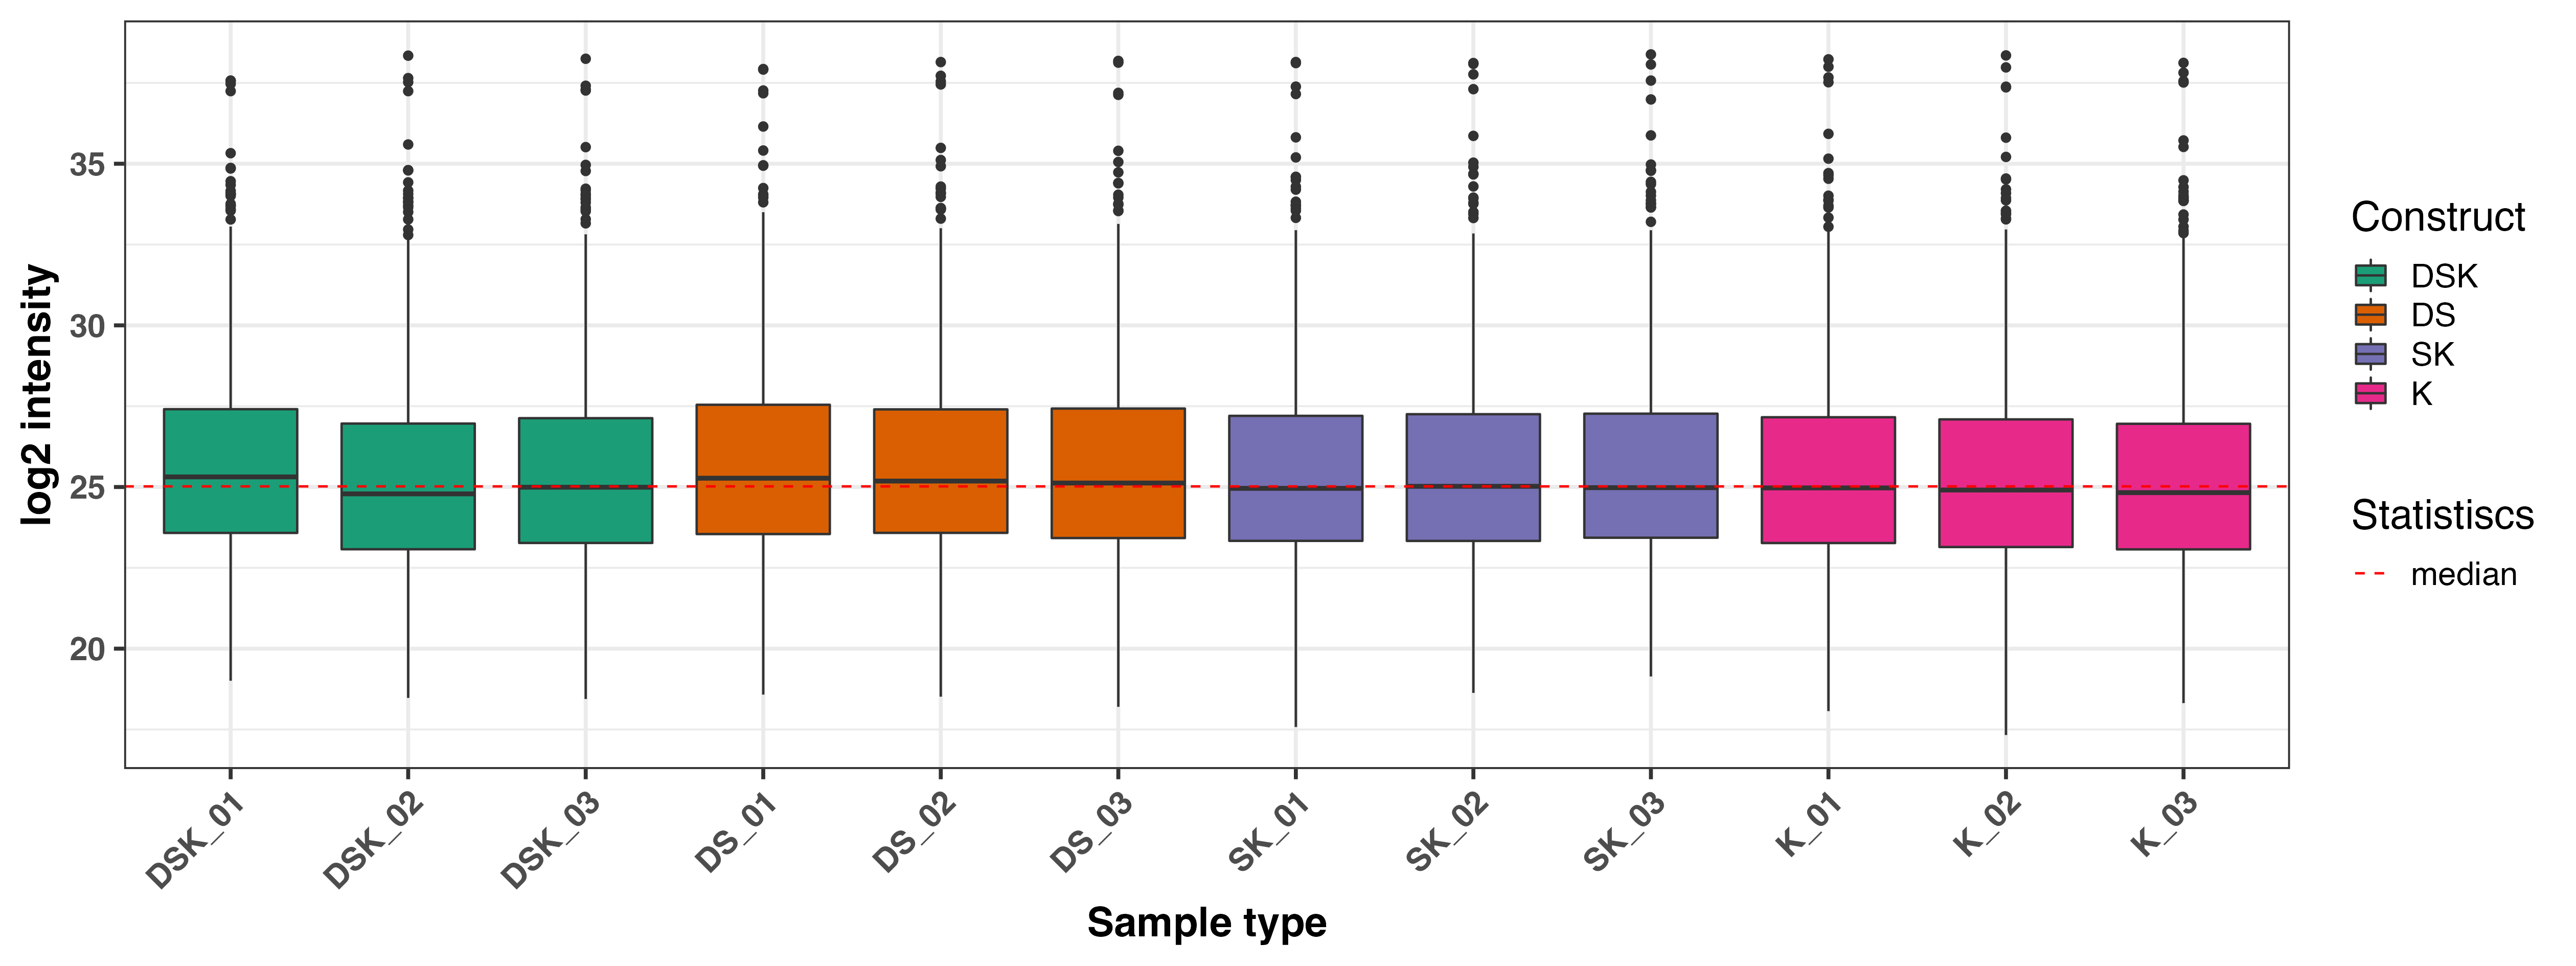 log2 intensity
35
30
25
20
DSK_01
DSK_02
DSK_03
DS_01
DS_02
DS_03
SK_01
SK_02
SK_03
K_01
K_02
K_03
Sample type
Construct
DSK
DS
SK
K
Statistiscs
median